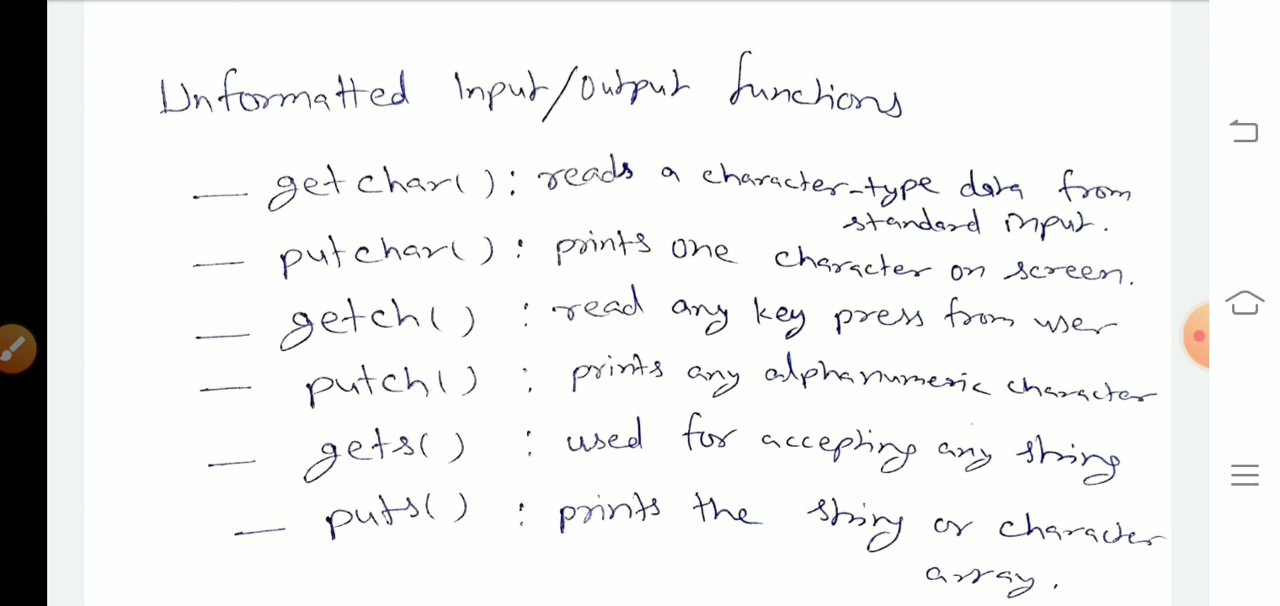 Unformatted Input/Output functions
— getchar() : reads a character-type data from
standard input.
— putchar() : prints one character on screen.
— getch() : read any key press from user
— putch() : prints any alphanumeric character
— gets() : used for accepting any string
— puts() : prints the string or character
array.